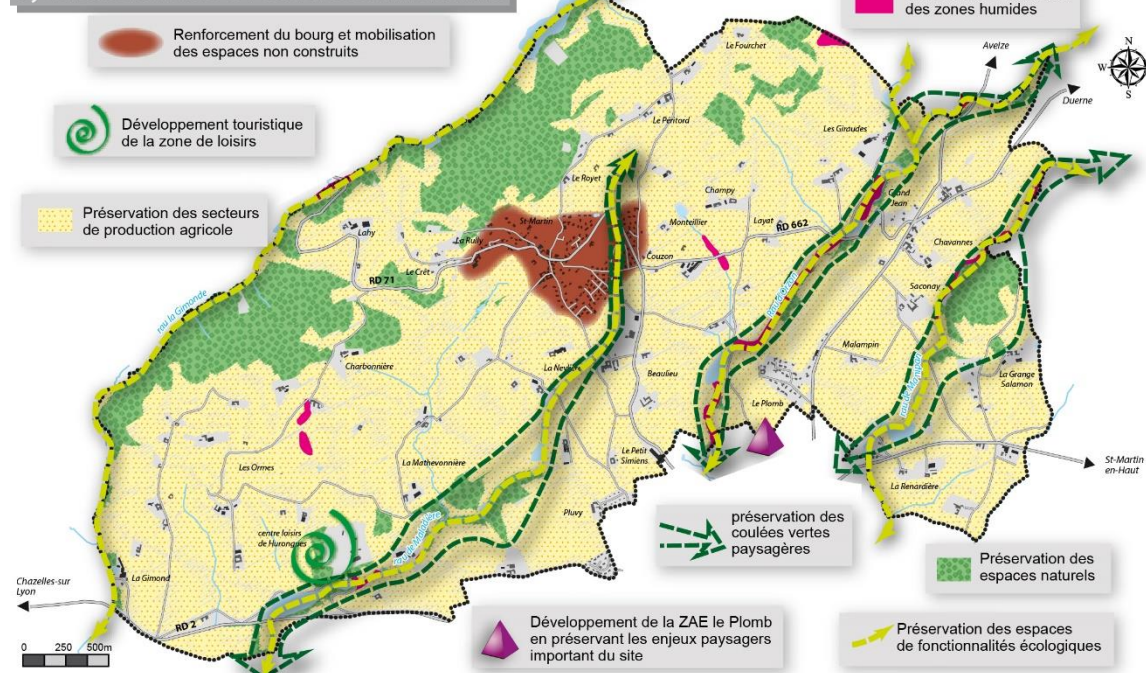 des zones humides
Renforcement du bourg et mobilisation
des espaces non construits
Développement touristique
de la zone de loisirs
Préservation des secteurs
de production agricole
Le Fourchet
Aveize
N
W
S
Duerne
Le Péritord
Les Giraudes
Le Royet
Champy
Grand
Jean
St-Martin
Monteillier
Layat
RD 662
Lahy
La Rully
Couzon
Chavannes
Le Crêt
RD 71
Saconay
rau la Gimonde
Malampin
Charbonnière
La Neylière
Beaulieu
La Grange
Salamon
Le Plomb
Le Petit
Simiens
St-Martin
en-Haut
Les Ormes
La Mathevonnière
La Renardière
Pluvy
centre loisirs
de Hurongues
préservation des
coulées vertes
paysagères
La Gimond
Chazelles-sur
Lyon
RD 2
Préservation des
espaces naturels
0 250 500m
Développement de la ZAE le Plomb
en préservant les enjeux paysagers
important du site
Préservation des espaces
de fonctionnalités écologiques